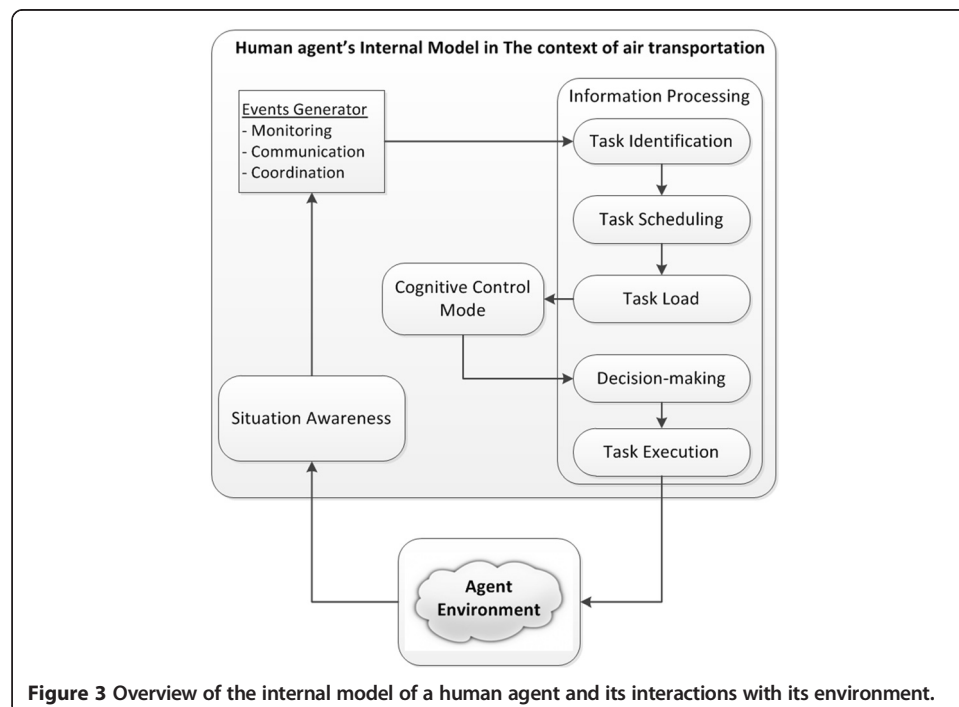 Human agent's Internal Model in The context of air transportation
Events Generator
- Monitoring
- Communication
- Coordination
Information Processing
Task Identification
Task Scheduling
Task Load
Cognitive Control
Mode
Decision-making
Task Execution
Situation Awareness
Agent
Environment
Figure 3 Overview of the internal model of a human agent and its interactions with its environment.